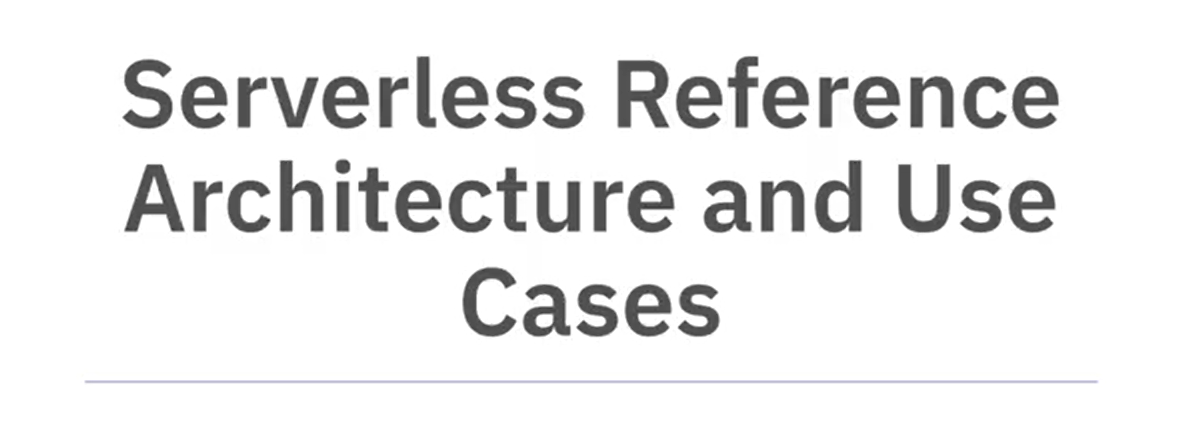 Serverless Reference
Architecture and Use
Cases